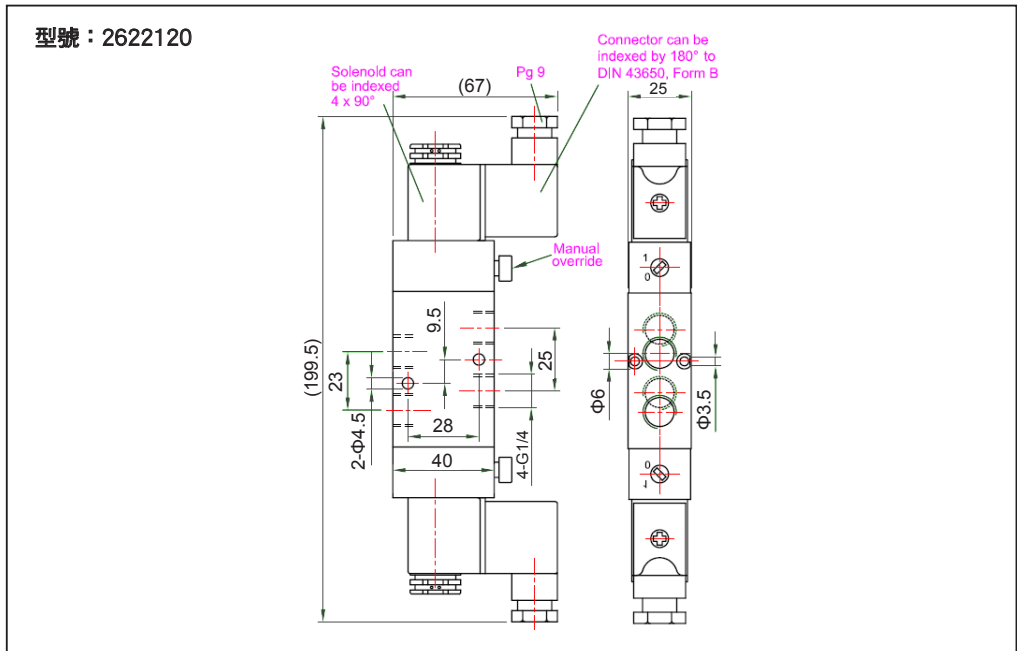 型號：2622120
Connector can be
indexed by 180° to
DIN 43650, Form B
Solenold can
be indexed
4 x 90°
Pg 9
(67)
25
Manual
override
1
0
(199.5)
9.5
23
25
2-Φ4.5
28
40
4-G1/4
Φ6
Φ3.5
0
1